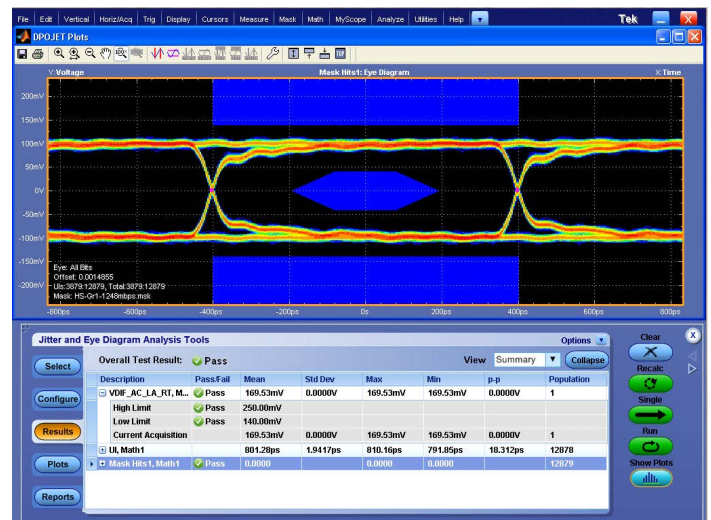 File Edit Vertical Horiz/Acq Trig Display Cursors Measure Mask Math MyScope Analyze Utilities Help Tek X
DPOJET Plots
Y:Voltage Mask Hits1: Eye Diagram X:Time
200mV
150mV
100mV
50mV
0V
-50mV
-100mV
-150mV
-200mV
Eye: All Bits
Offset: 0.0014855
UIs:3879:12879, Total:3879:12879
Mask: HS-Gr1-1248mbps.msk
-800ps -600ps -400ps -200ps 0s 200ps 400ps 600ps 800ps
Jitter and Eye Diagram Analysis Tools Options Clear X
Overall Test Result: Pass View Summary Collapse
Select
Recalc
Description Pass/Fail Mean Std Dev Max Min p-p Population
VDIF_AC_LA_RT, M... Pass 169.53mV 0.0000V 169.53mV 169.53mV 0.0000V 1
Configure
Single
High Limit Pass 250.00mV
Low Limit Pass 140.00mV
Results
Run
Current Acquisition 169.53mV 0.0000V 169.53mV 169.53mV 0.0000V 1
UI, Math1 801.28ps 1.9417ps 810.16ps 791.85ps 18.312ps 12878
Mask Hits1, Math1 Pass 0.0000 0.0000 0.0000 12879
Plots
Show Plots
Reports